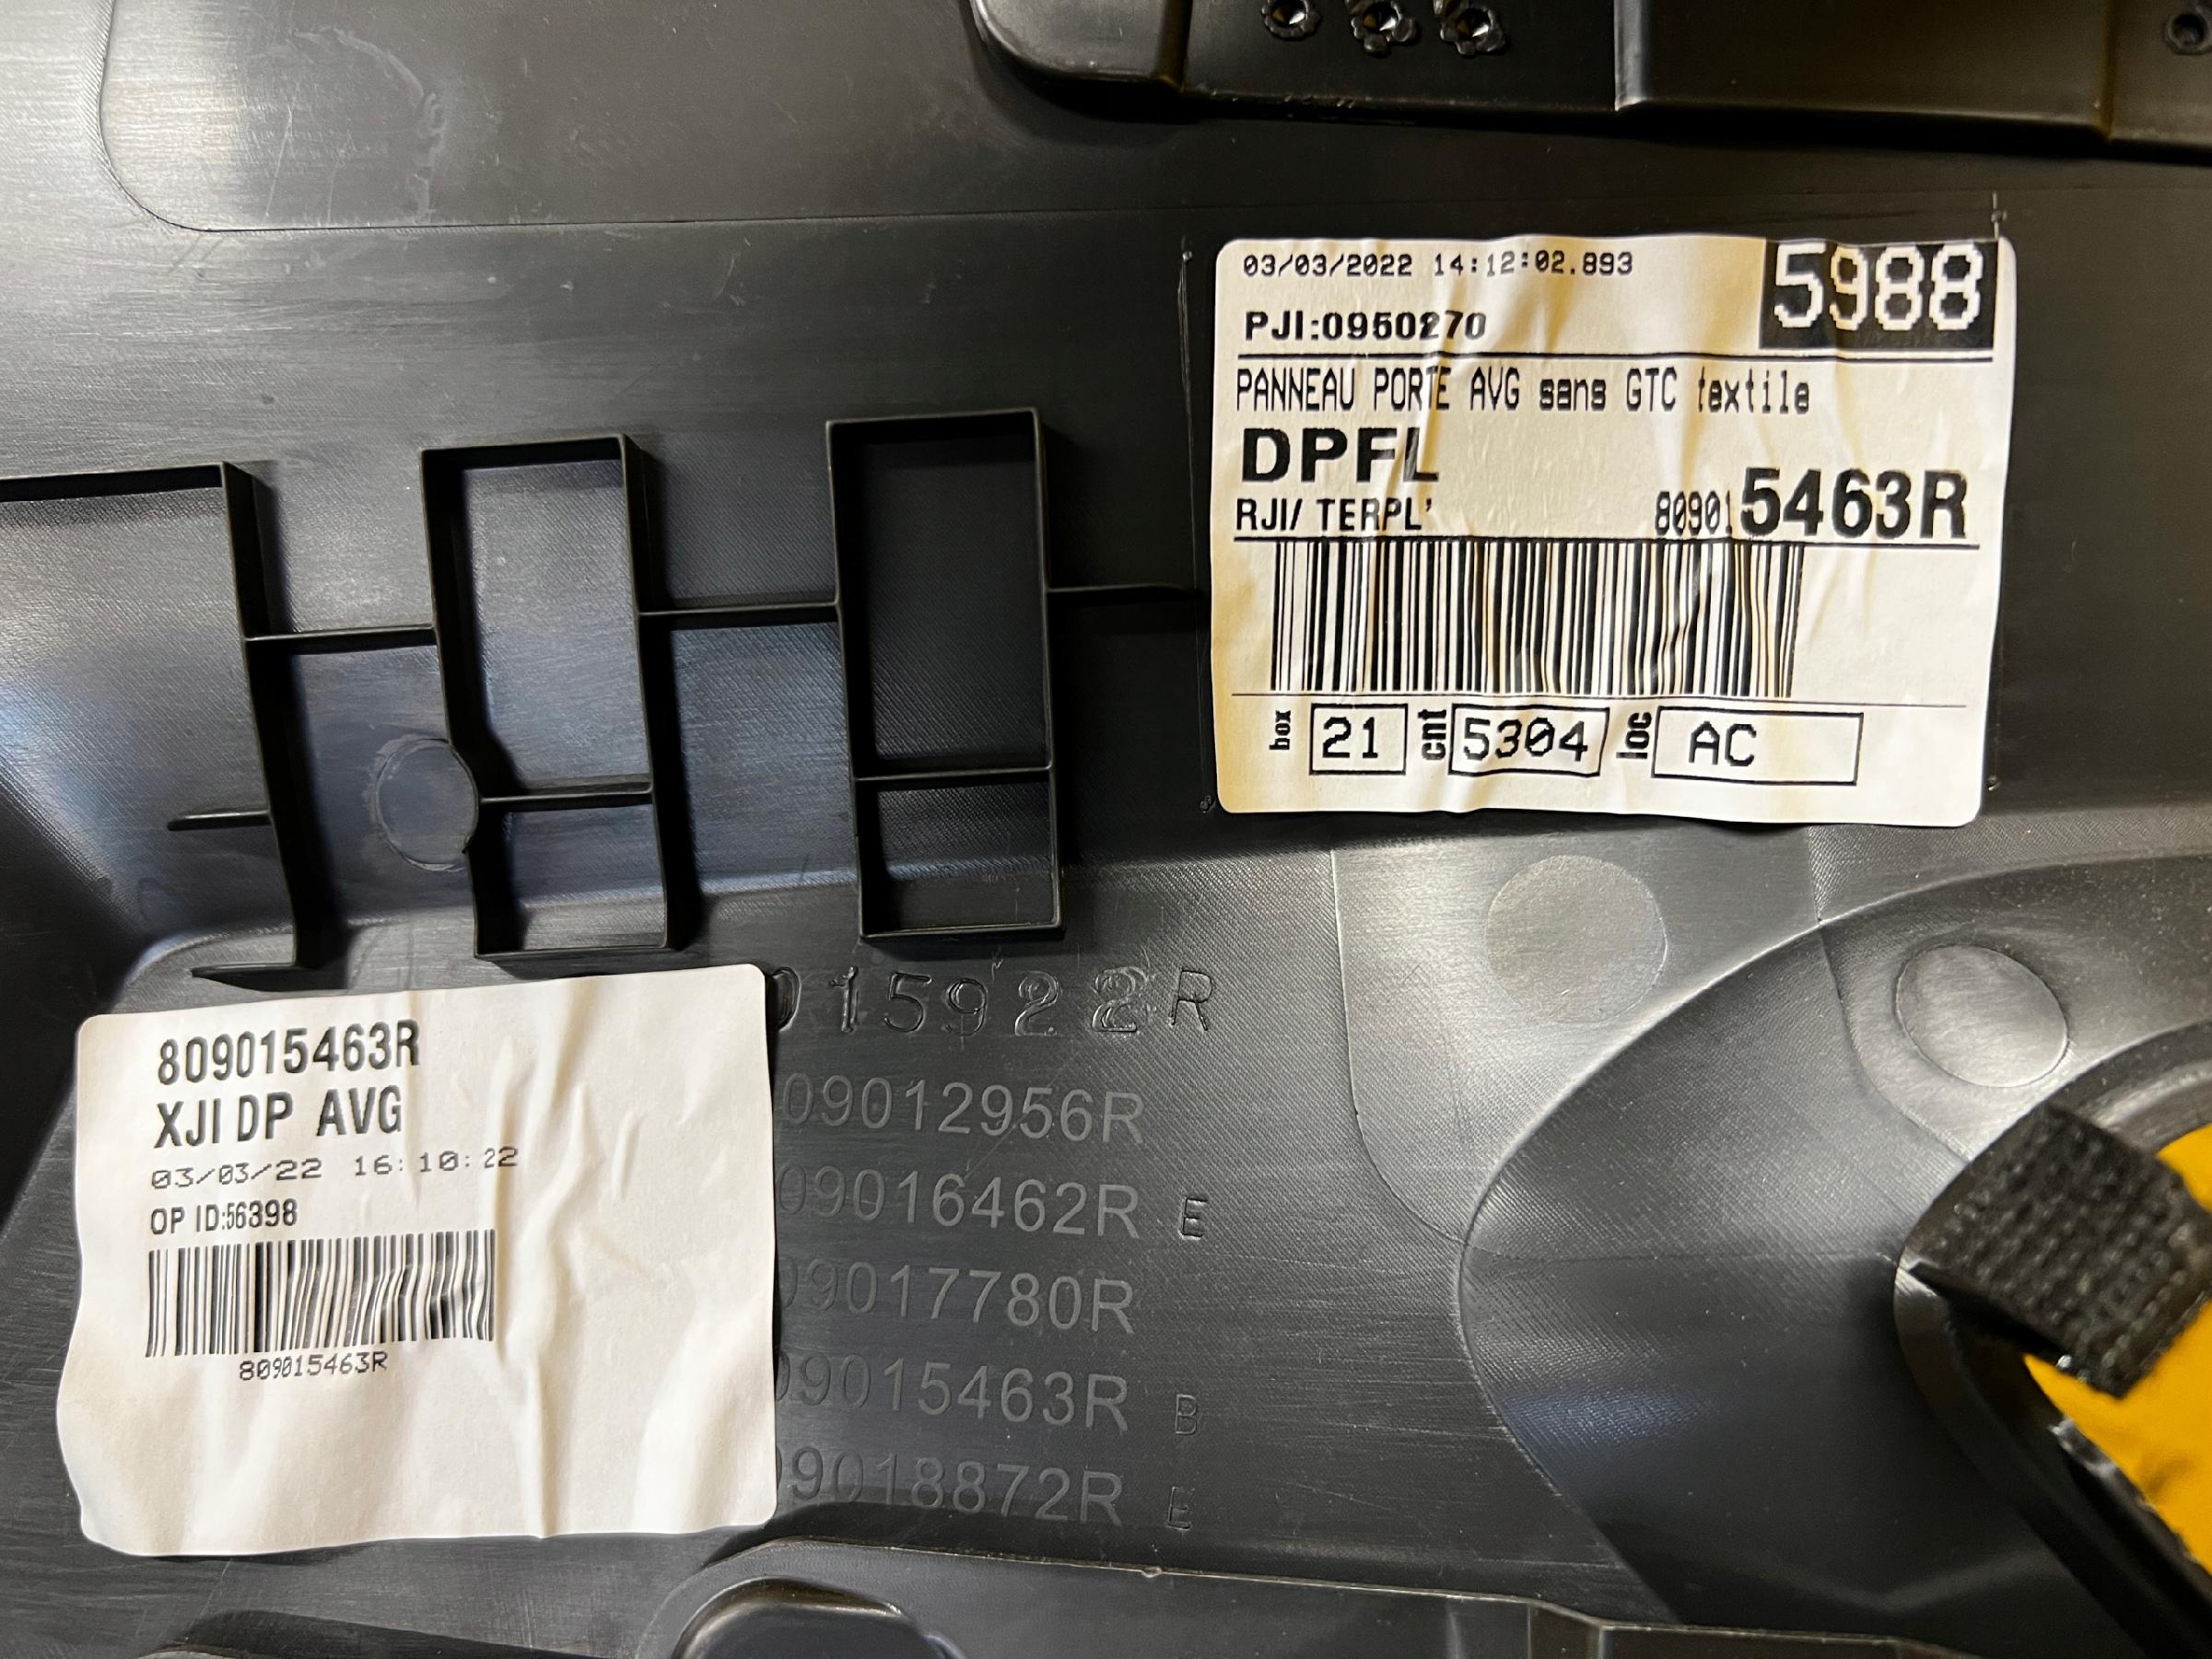 03/03/2022 14:12:02.893
5988
PJI:0950270
PANNEAU PORTE AVG sans GTC textile
DPFL
RJI/ TERPL'
809015463R
box 21 cnt 5304 loc AC
809015463R
XJI DP AVG
03/03/22 16:10:22
OP ID:56398
809015463R
015922R
09012956R
09016462R E
09017780R
09015463R B
09018872R E